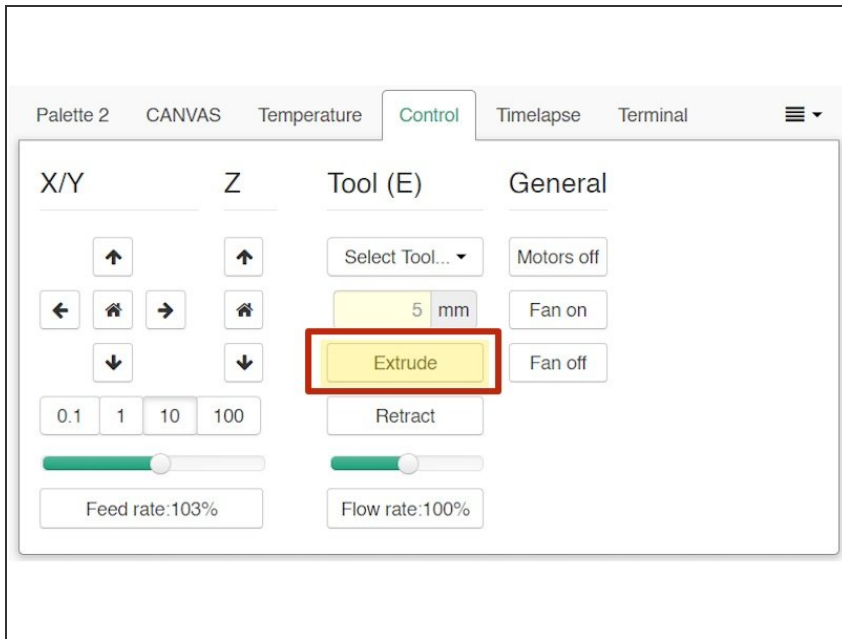 Palette 2 CANVAS Temperature Control Timelapse Terminal
X/Y Z Tool (E) General
Select Tool... Motors off
5 mm Fan on
Extrude Fan off
0.1 1 10 100 Retract
Feed rate:103% Flow rate:100%